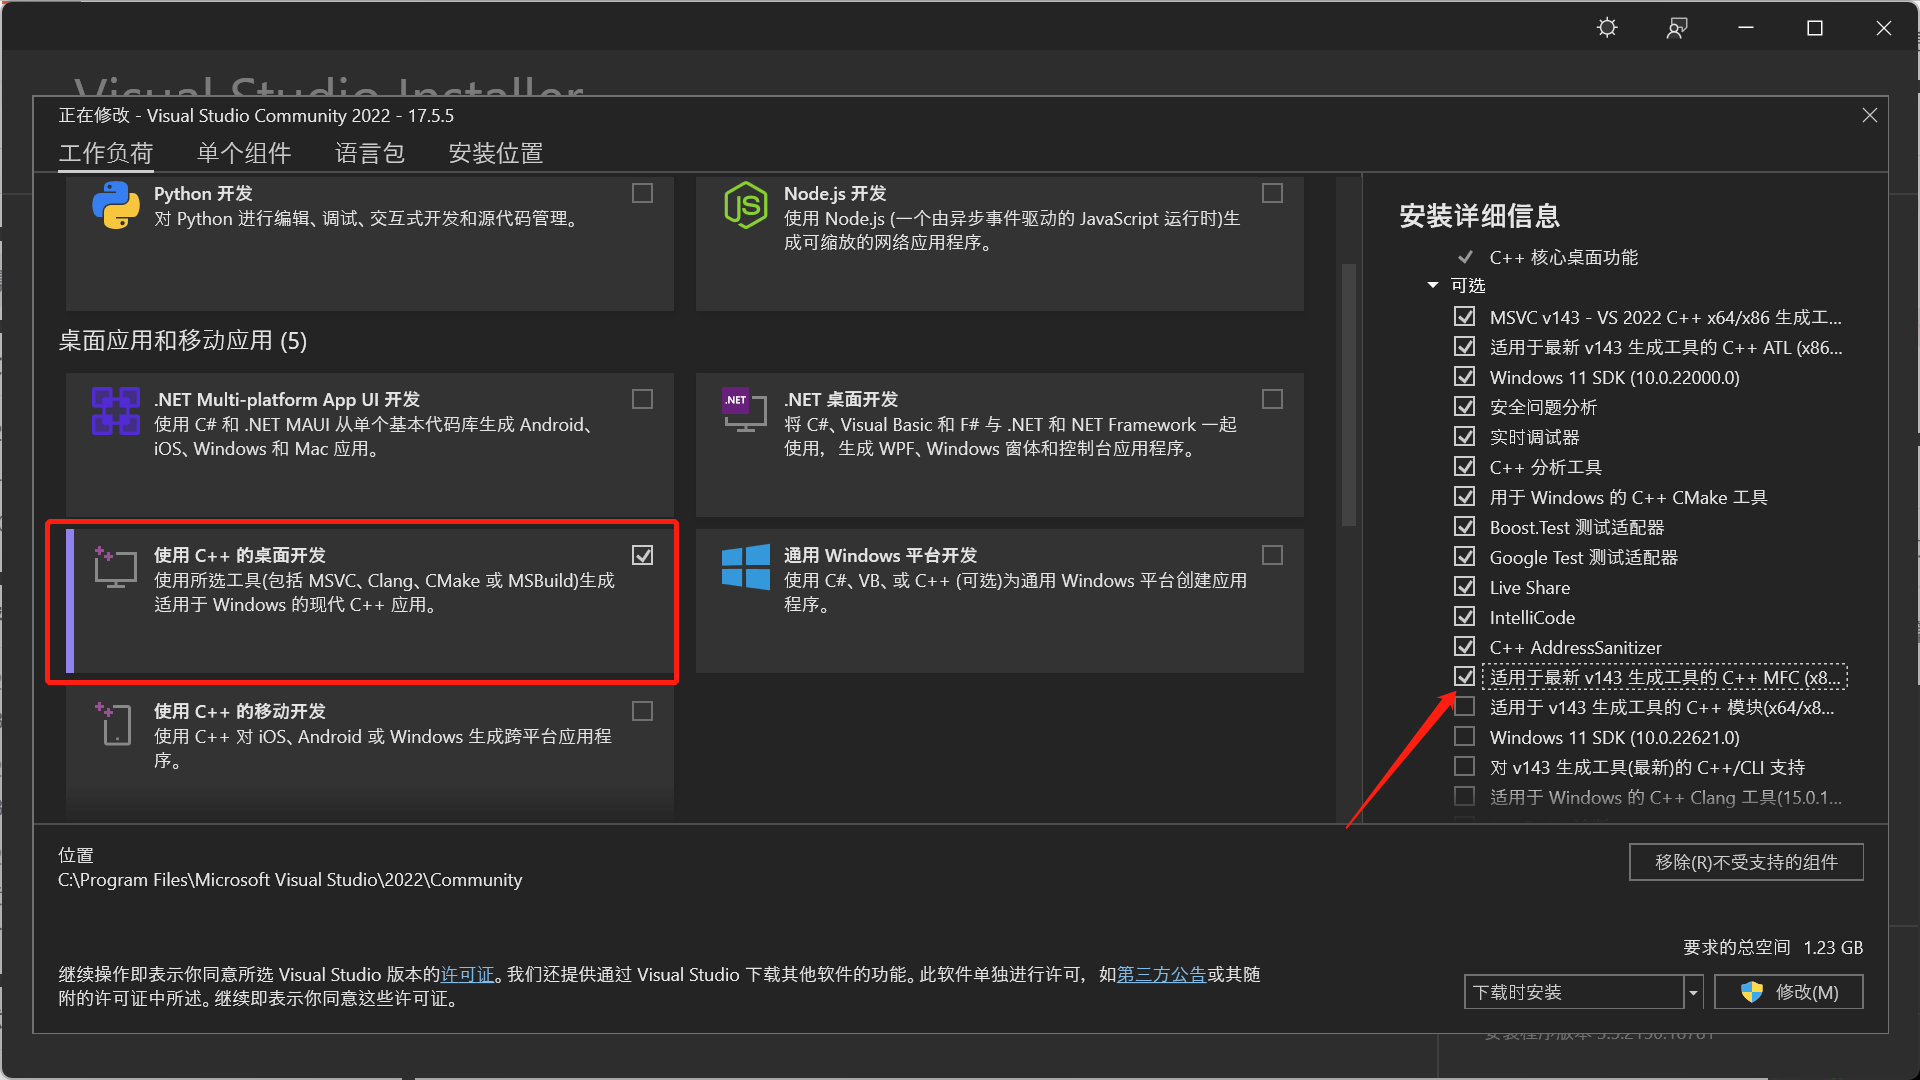 Visual Studio Installer
正在修改 - Visual Studio Community 2022 - 17.5.5
工作负荷
单个组件
语言包
安装位置
Python 开发
对 Python 进行编辑、调试、交互式开发和源代码管理。
Node.js 开发
使用 Node.js (一个由异步事件驱动的 JavaScript 运行时)生
成可缩放的网络应用程序。
桌面应用和移动应用 (5)
.NET Multi-platform App UI 开发
使用 C# 和 .NET MAUI 从单个基本代码库生成 Android、
iOS、Windows 和 Mac 应用。
.NET
.NET 桌面开发
将 C#、Visual Basic 和 F# 与 .NET 和 NET Framework 一起
使用，生成 WPF、Windows 窗体和控制台应用程序。
使用 C++ 的桌面开发
使用所选工具(包括 MSVC、Clang、CMake 或 MSBuild)生成
适用于 Windows 的现代 C++ 应用。
通用 Windows 平台开发
使用 C#、VB、或 C++ (可选)为通用 Windows 平台创建应用
程序。
使用 C++ 的移动开发
使用 C++ 对 iOS、Android 或 Windows 生成跨平台应用程
序。
安装详细信息
C++ 核心桌面功能
可选
MSVC v143 - VS 2022 C++ x64/x86 生成工...
适用于最新 v143 生成工具的 C++ ATL (x86...
Windows 11 SDK (10.0.22000.0)
安全问题分析
实时调试器
C++ 分析工具
用于 Windows 的 C++ CMake 工具
Boost.Test 测试适配器
Google Test 测试适配器
Live Share
IntelliCode
C++ AddressSanitizer
适用于最新 v143 生成工具的 C++ MFC (x8...
适用于 v143 生成工具的 C++ 模块(x64/x8...
Windows 11 SDK (10.0.22621.0)
对 v143 生成工具(最新)的 C++/CLI 支持
适用于 Windows 的 C++ Clang 工具(15.0.1...
位置
C:\Program Files\Microsoft Visual Studio\2022\Community
移除(R)不受支持的组件
要求的总空间 1.23 GB
继续操作即表示你同意所选 Visual Studio 版本的许可证。我们还提供通过 Visual Studio 下载其他软件的功能。此软件单独进行许可，如第三方公告或其随
附的许可证中所述。继续即表示你同意这些许可证。
下载时安装
修改(M)